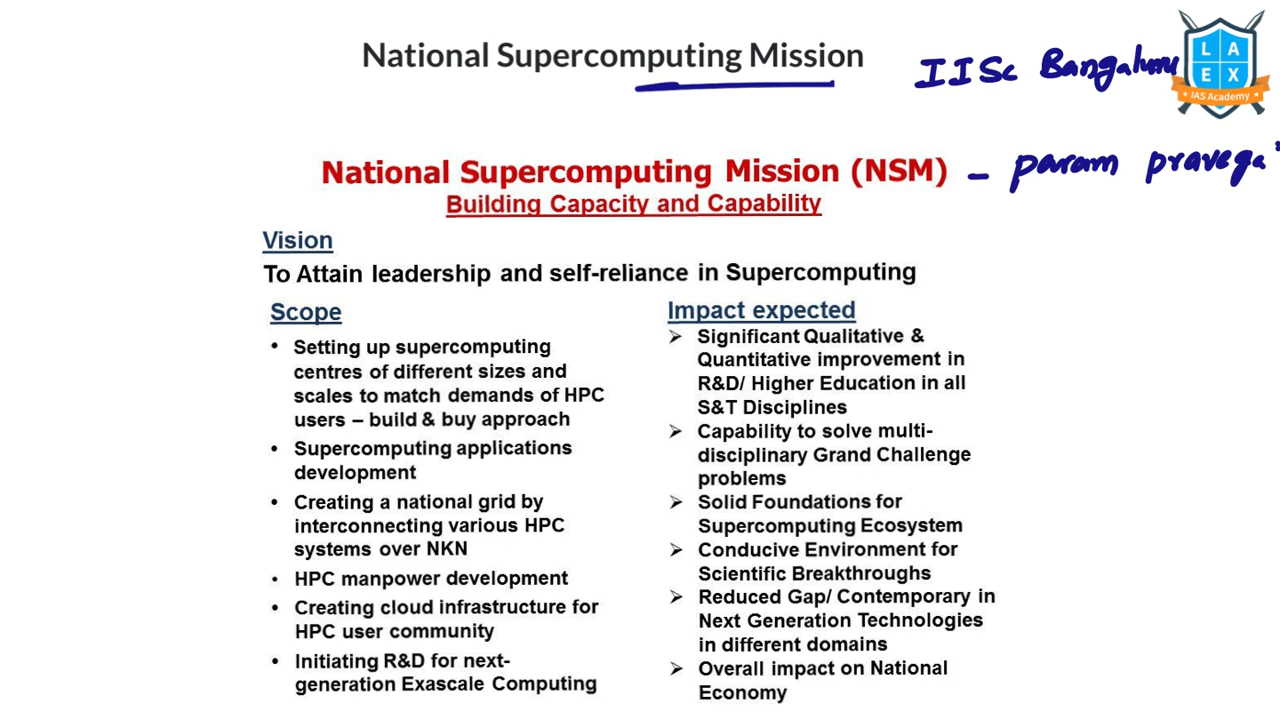 National Supercomputing Mission
IISc Bangaluru
L A
E X
IAS Academy
National Supercomputing Mission (NSM) – param pravega
Building Capacity and Capability
Vision
To Attain leadership and self-reliance in Supercomputing
Scope
• Setting up supercomputing
centres of different sizes and
scales to match demands of HPC
users – build & buy approach
• Supercomputing applications
development
• Creating a national grid by
interconnecting various HPC
systems over NKN
• HPC manpower development
• Creating cloud infrastructure for
HPC user community
• Initiating R&D for next-
generation Exascale Computing
Impact expected
➢ Significant Qualitative &
Quantitative improvement in
R&D/ Higher Education in all
S&T Disciplines
➢ Capability to solve multi-
disciplinary Grand Challenge
problems
➢ Solid Foundations for
Supercomputing Ecosystem
➢ Conducive Environment for
Scientific Breakthroughs
➢ Reduced Gap/ Contemporary in
Next Generation Technologies
in different domains
➢ Overall impact on National
Economy